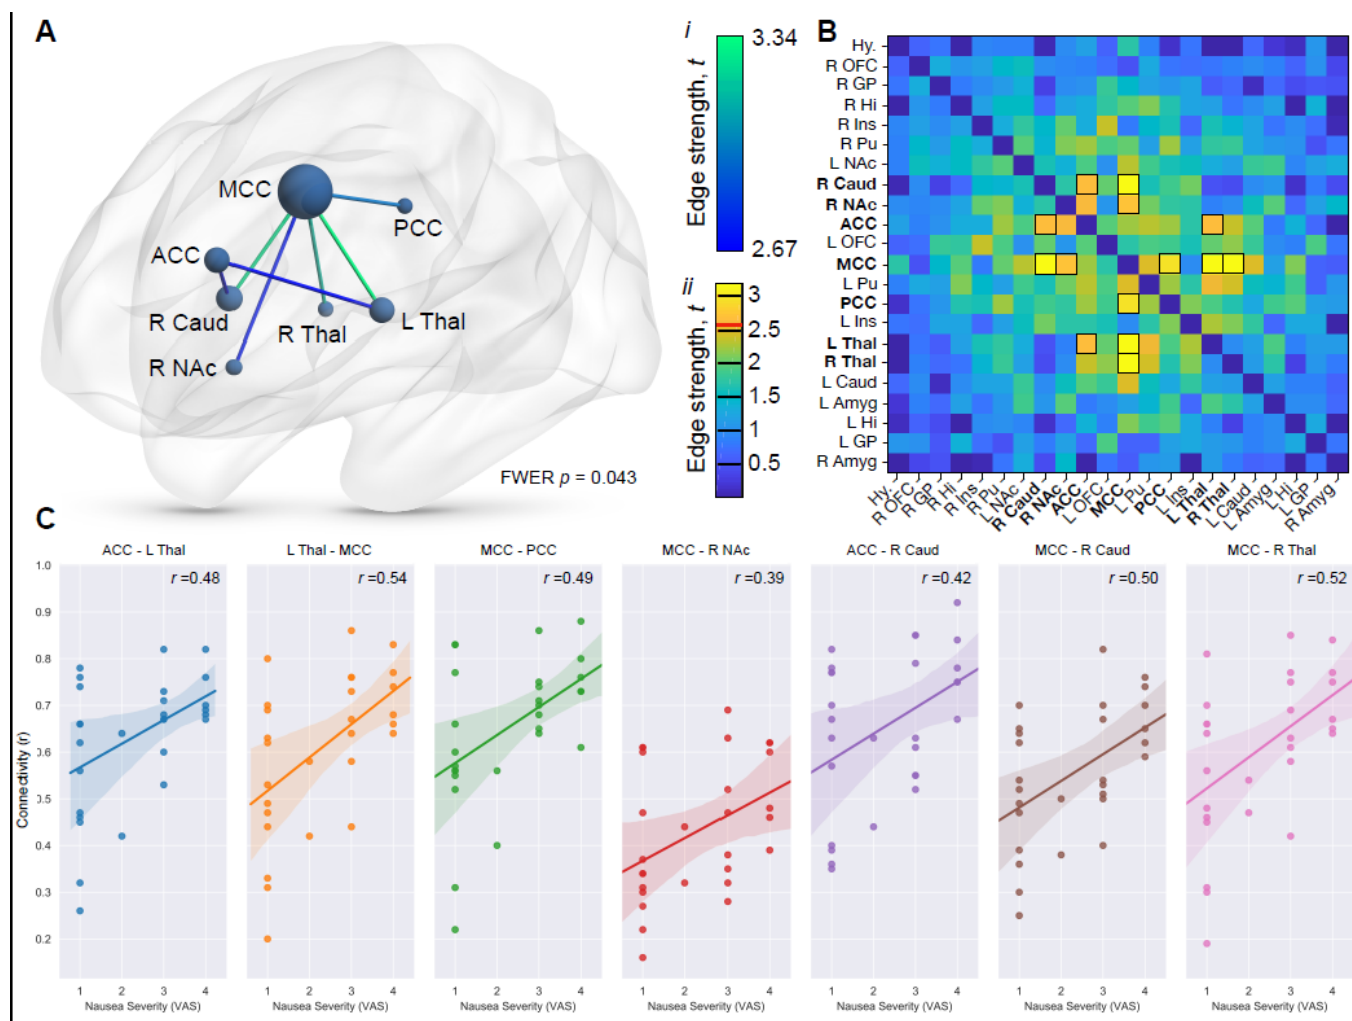 A
MCC
PCC
ACC
R Caud
R Thal
L Thal
R NAc
FWER p = 0.043
i
3.34
Edge strength, t
2.67
ii
3
2.5
2
1.5
1
0.5
Edge strength, t
B
Hy.
R OFC
R GP
R Hi
R Ins
R Pu
L NAc
R Caud
R NAc
ACC
L OFC
MCC
L Pu
PCC
L Ins
L Thal
R Thal
L Caud
L Amyg
L Hi
L GP
R Amyg
Hy.
R OFC
R GP
R Hi
R Ins
R Pu
L NAc
R Caud
R NAc
ACC
L OFC
MCC
L Pu
PCC
L Ins
L Thal
R Thal
L Caud
L Amyg
L Hi
L GP
R Amyg
C
Connectivity (r)
1.0
0.9
0.8
0.7
0.6
0.5
0.4
0.3
0.2
ACC - L Thal
r =0.48
1 2 3 4
Nausea Severity (VAS)
L Thal - MCC
r =0.54
1 2 3 4
Nausea Severity (VAS)
MCC - PCC
r =0.49
1 2 3 4
Nausea Severity (VAS)
MCC - R NAc
r =0.39
1 2 3 4
Nausea Severity (VAS)
ACC - R Caud
r =0.42
1 2 3 4
Nausea Severity (VAS)
MCC - R Caud
r =0.50
1 2 3 4
Nausea Severity (VAS)
MCC - R Thal
r =0.52
1 2 3 4
Nausea Severity (VAS)